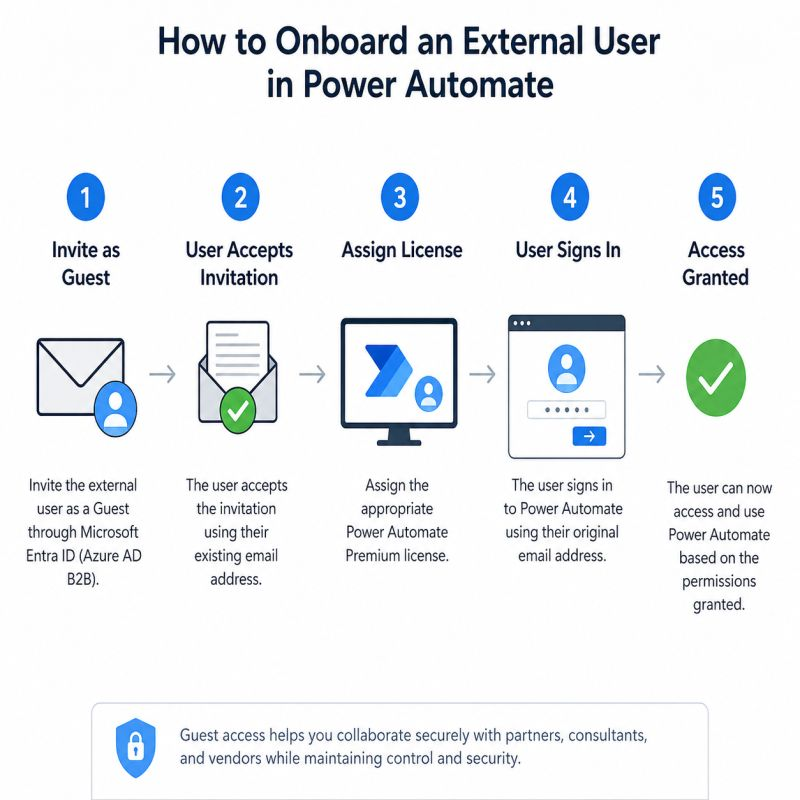 How to Onboard an External User
in Power Automate
1
Invite as
Guest
Invite the external
user as a Guest
through Microsoft
Entra ID (Azure AD
B2B).
2
User Accepts
Invitation
The user accepts
the invitation
using their
existing email
address.
3
Assign License
Assign the
appropriate
Power Automate
Premium license.
4
User Signs In
The user signs in
to Power Automate
using their original
email address.
5
Access
Granted
The user can now
access and use
Power Automate
based on the
permissions
granted.
Guest access helps you collaborate securely with partners, consultants,
and vendors while maintaining control and security.